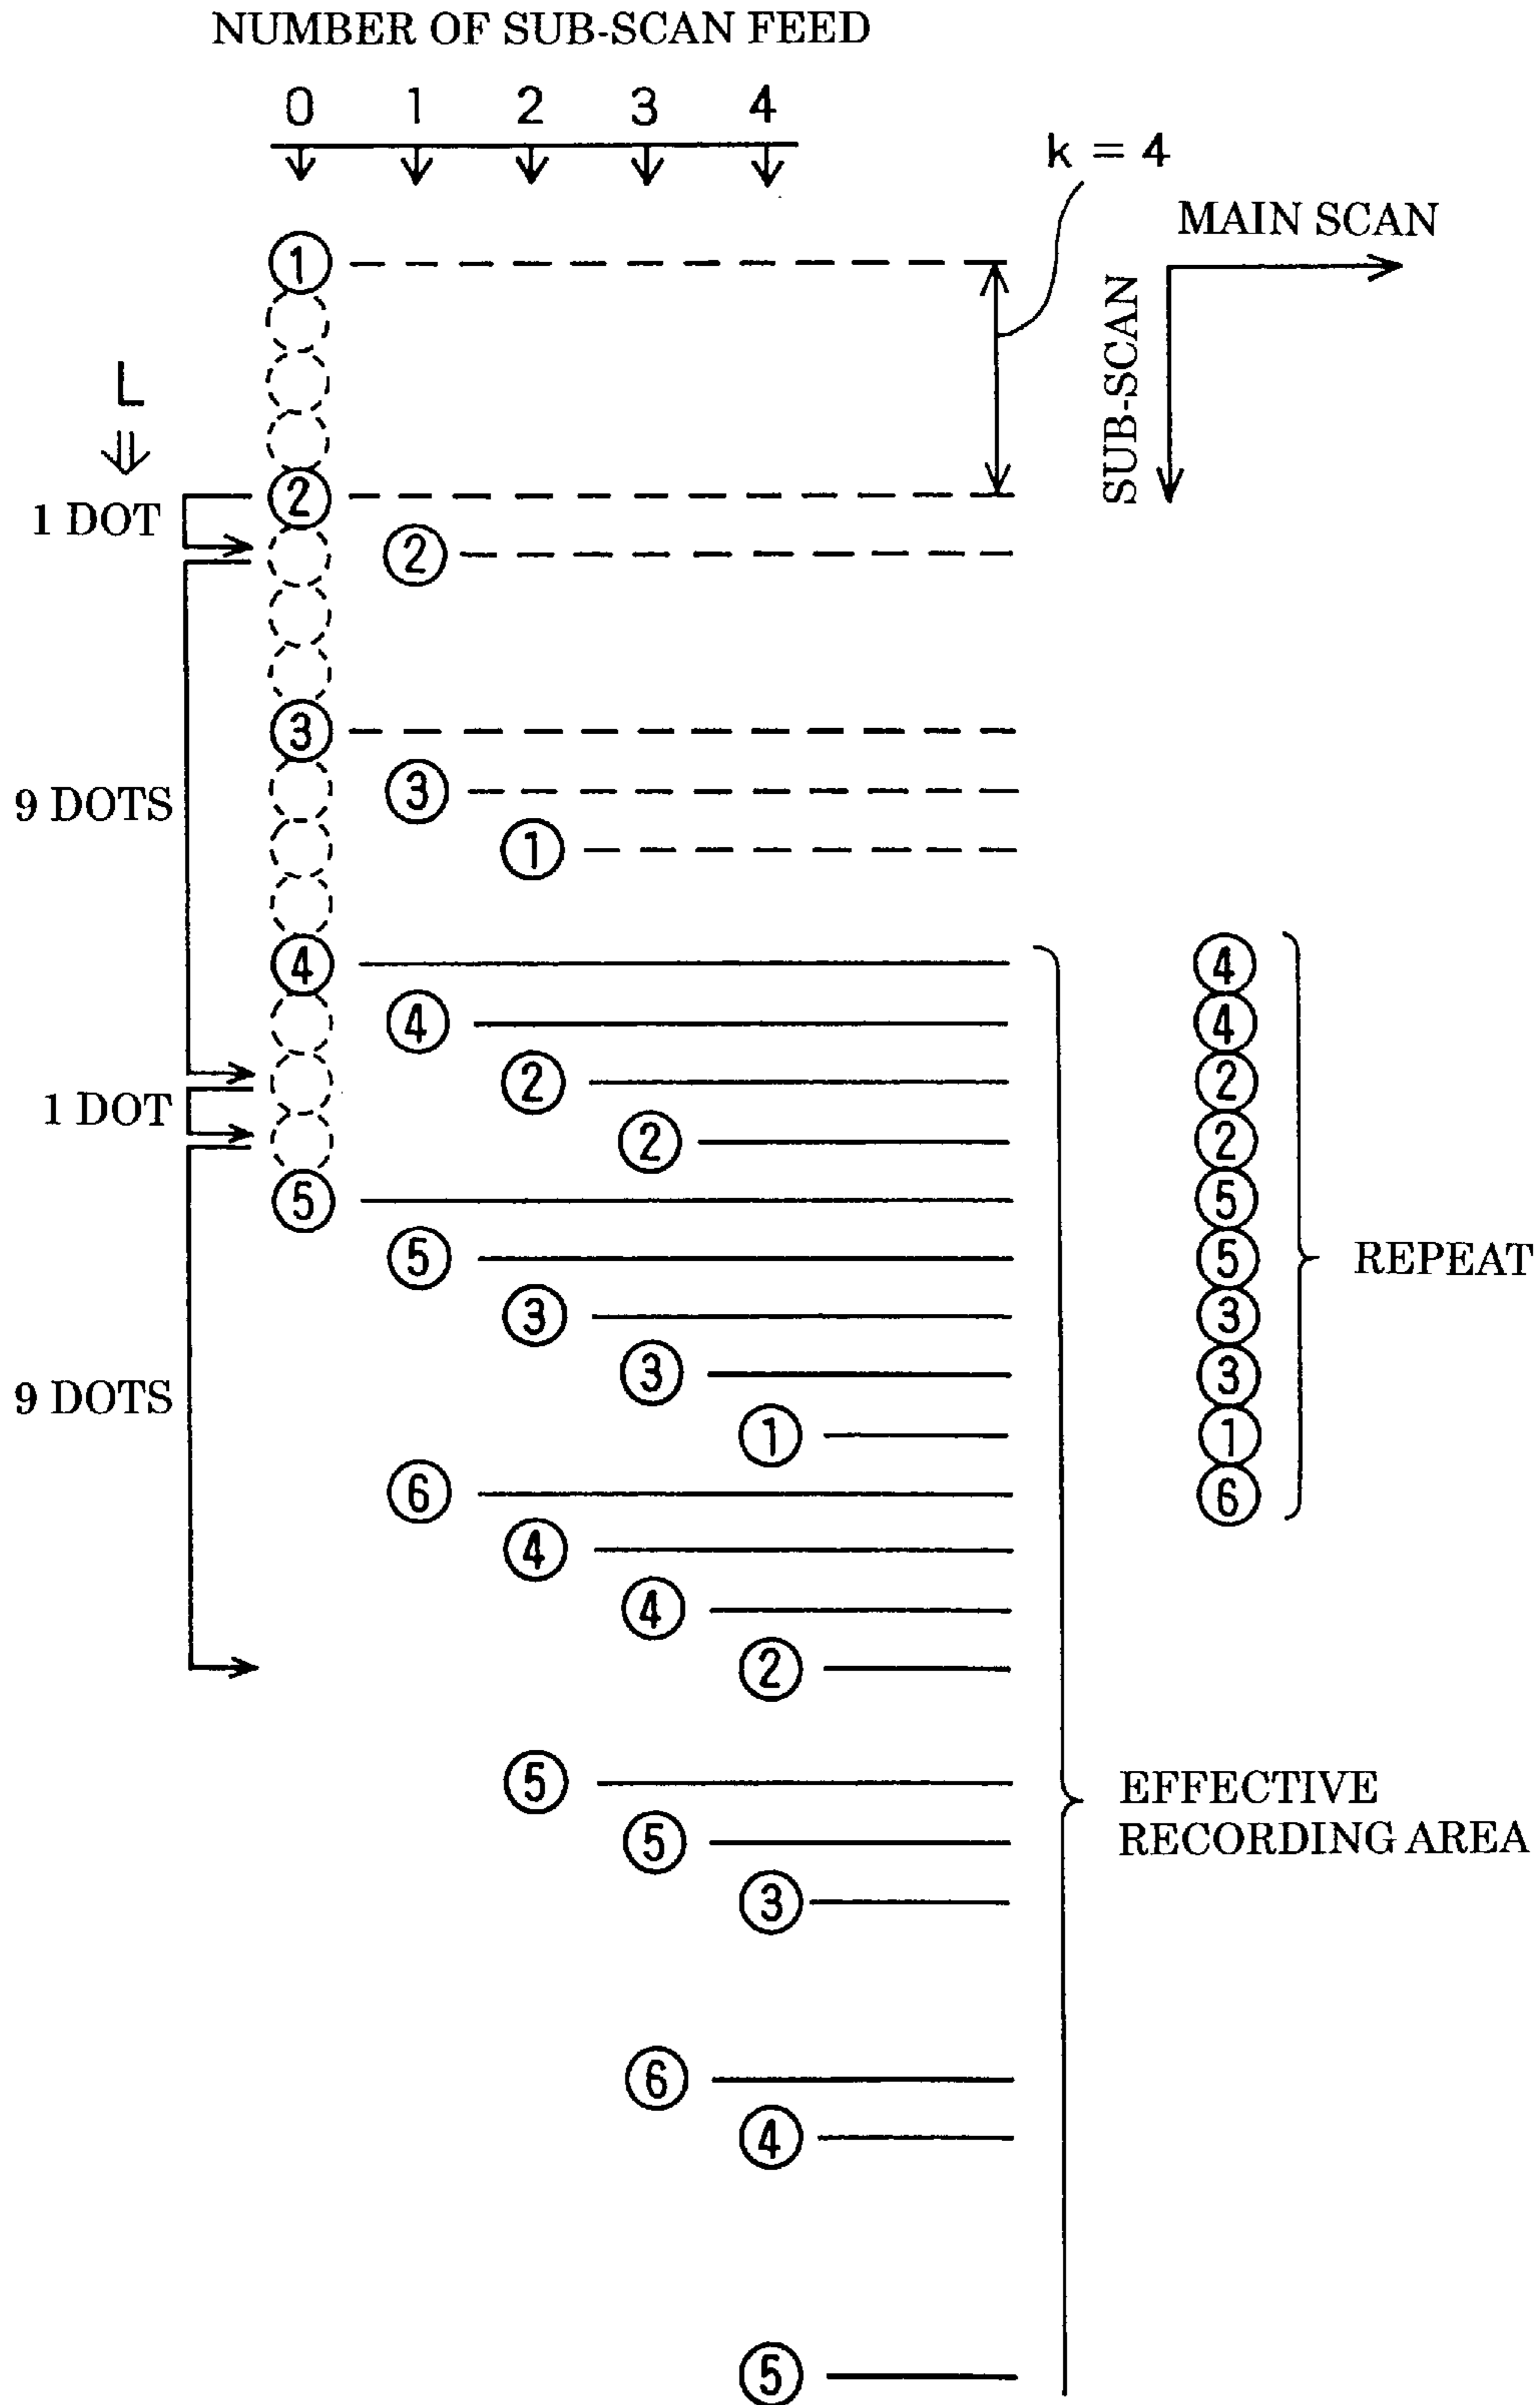 NUMBER OF SUB-SCAN FEED
0 1 2 3 4
k = 4
MAIN SCAN
SUB-SCAN
①
L
②
1 DOT
②
③
9 DOTS
③
①
④ ④
④ ④
② ②
1 DOT
② ②
⑤ ⑤
⑤ ⑤
REPEAT
③ ③
③ ③
9 DOTS
① ①
⑥ ⑥
④
④
②
⑤
EFFECTIVE
RECORDING AREA
⑤
③
⑥
④
⑤